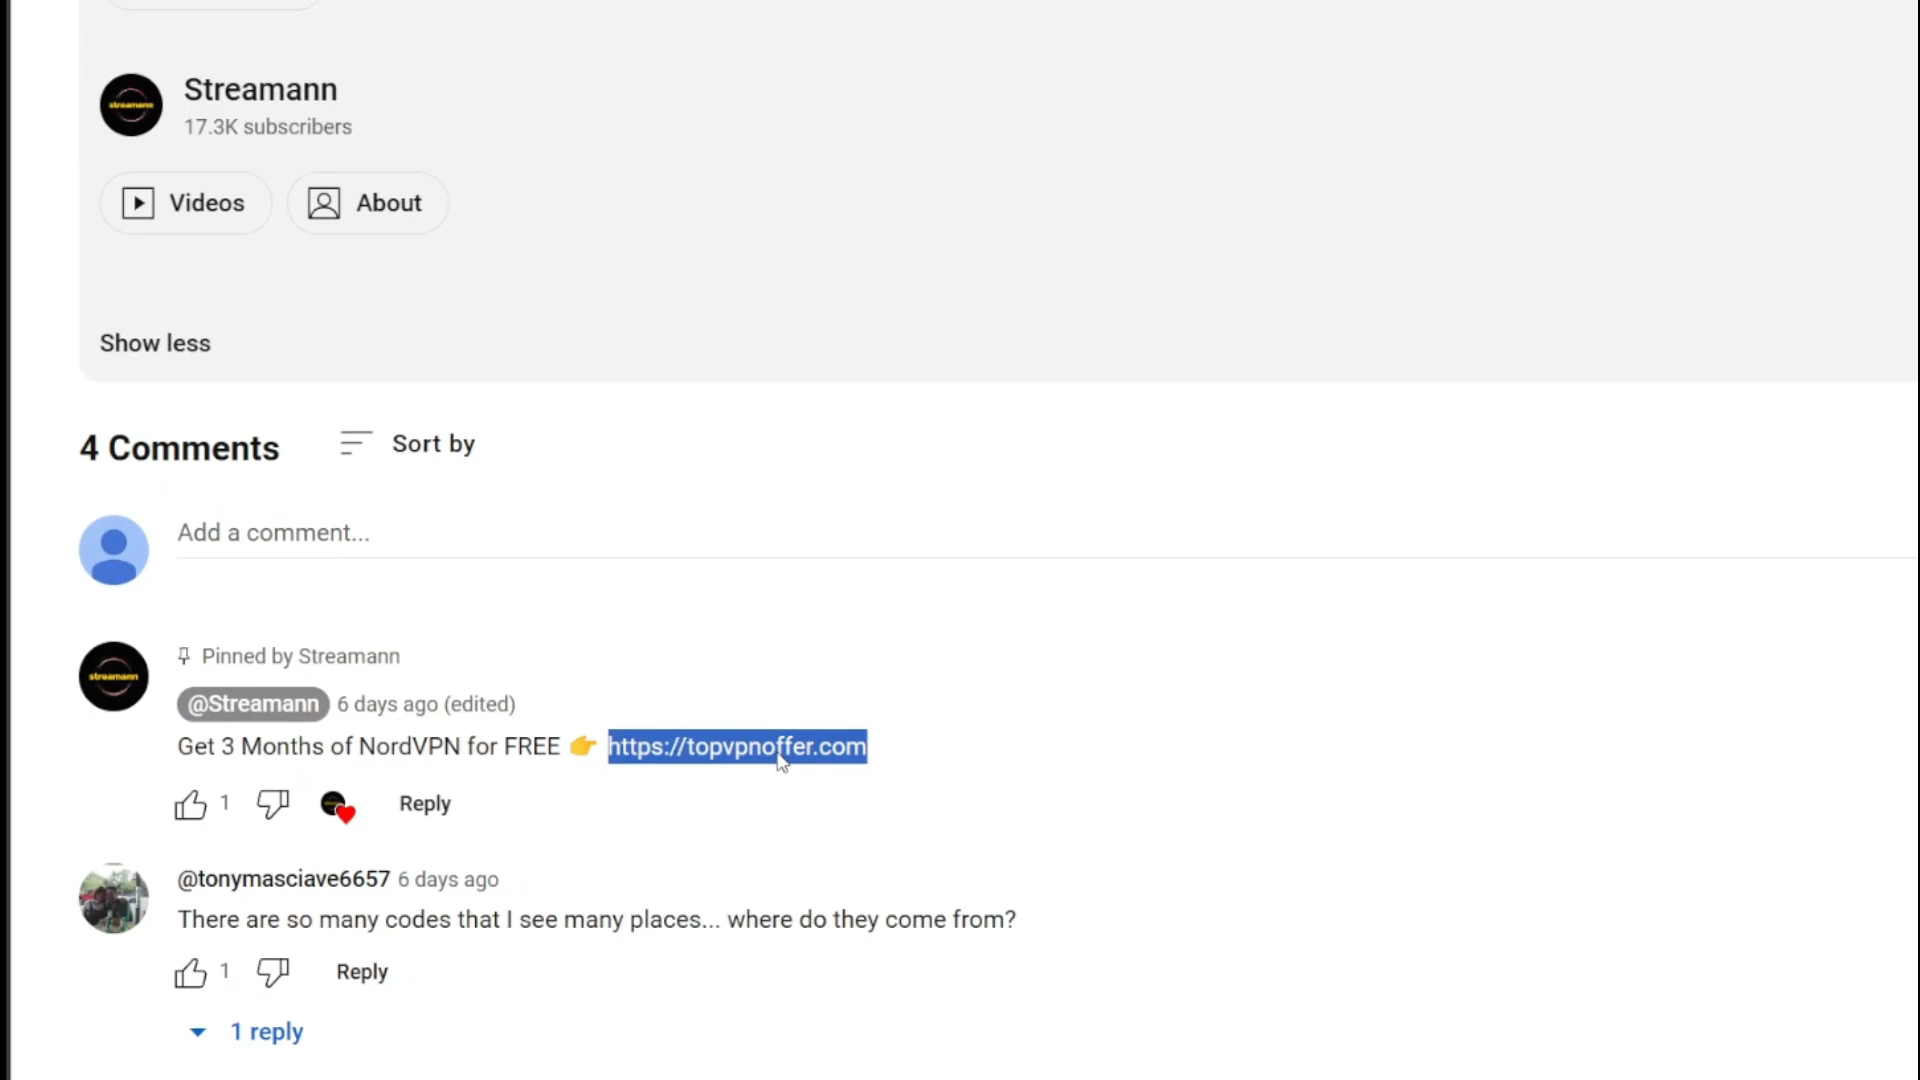 streamann
Streamann
17.3K subscribers
Videos
About
Show less
4 Comments
Sort by
Add a comment...
streamann
Pinned by Streamann
@Streamann 6 days ago (edited)
Get 3 Months of NordVPN for FREE 👉 https://topvpnoffer.com
1
Reply
@tonymasciave6657 6 days ago
There are so many codes that I see many places... where do they come from?
1
Reply
1 reply